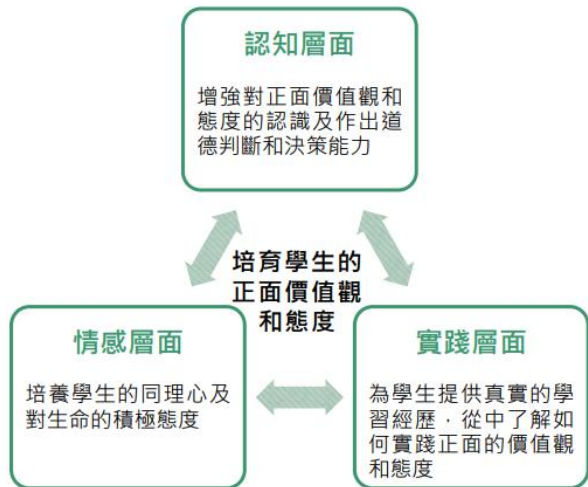 認知層面
增強對正面價值觀和
態度的認識及作出道
德判斷和決策能力
培育學生的
正面價值觀
和態度
情感層面
培養學生的同理心及
對生命的積極態度
實踐層面
為學生提供真實的學
習經歷，從中了解如
何實踐正面的價值觀
和態度